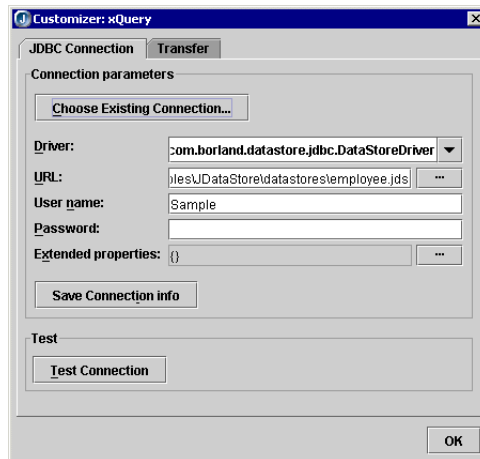 Customizer: xQuery
JDBC Connection Transfer
Connection parameters
Choose Existing Connection...
Driver: com.borland.datastore.jdbc.DataStoreDriver
URL: ples\JDataStore\datastores\employee.jds ...
User name: Sample
Password:
Extended properties: {} ...
Save Connection info
Test
Test Connection
OK